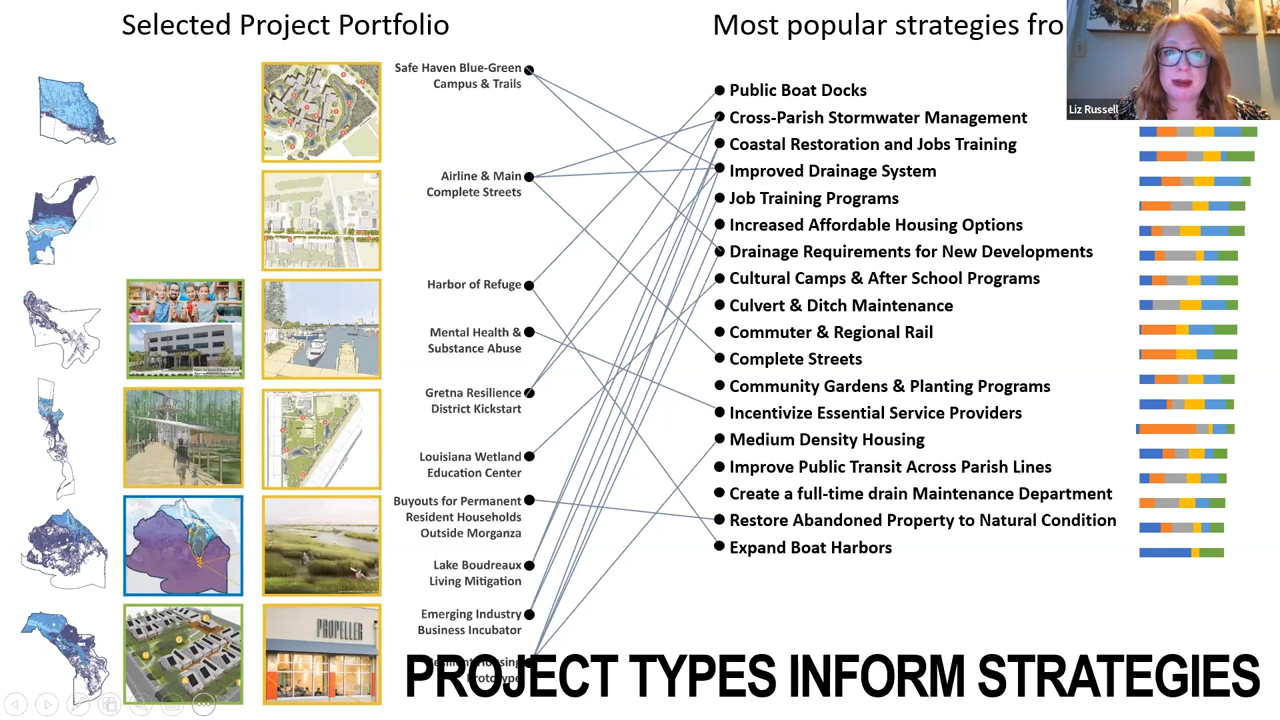 Selected Project Portfolio
Most popular strategies fro
Liz Russell
Safe Haven Blue-Green
Campus & Trails
Airline & Main
Complete Streets
Harbor of Refuge
Mental Health &
Substance Abuse
Gretna Resilience
District Kickstart
Louisiana Wetland
Education Center
Buyouts for Permanent
Resident Households
Outside Morganza
Lake Boudreaux
Living Mitigation
Emerging Industry
Business Incubator
Resilient Housing
Prototype
Public Boat Docks
Cross-Parish Stormwater Management
Coastal Restoration and Jobs Training
Improved Drainage System
Job Training Programs
Increased Affordable Housing Options
Drainage Requirements for New Developments
Cultural Camps & After School Programs
Culvert & Ditch Maintenance
Commuter & Regional Rail
Complete Streets
Community Gardens & Planting Programs
Incentivize Essential Service Providers
Medium Density Housing
Improve Public Transit Across Parish Lines
Create a full-time drain Maintenance Department
Restore Abandoned Property to Natural Condition
Expand Boat Harbors
PROPELLER
PROJECT TYPES INFORM STRATEGIES